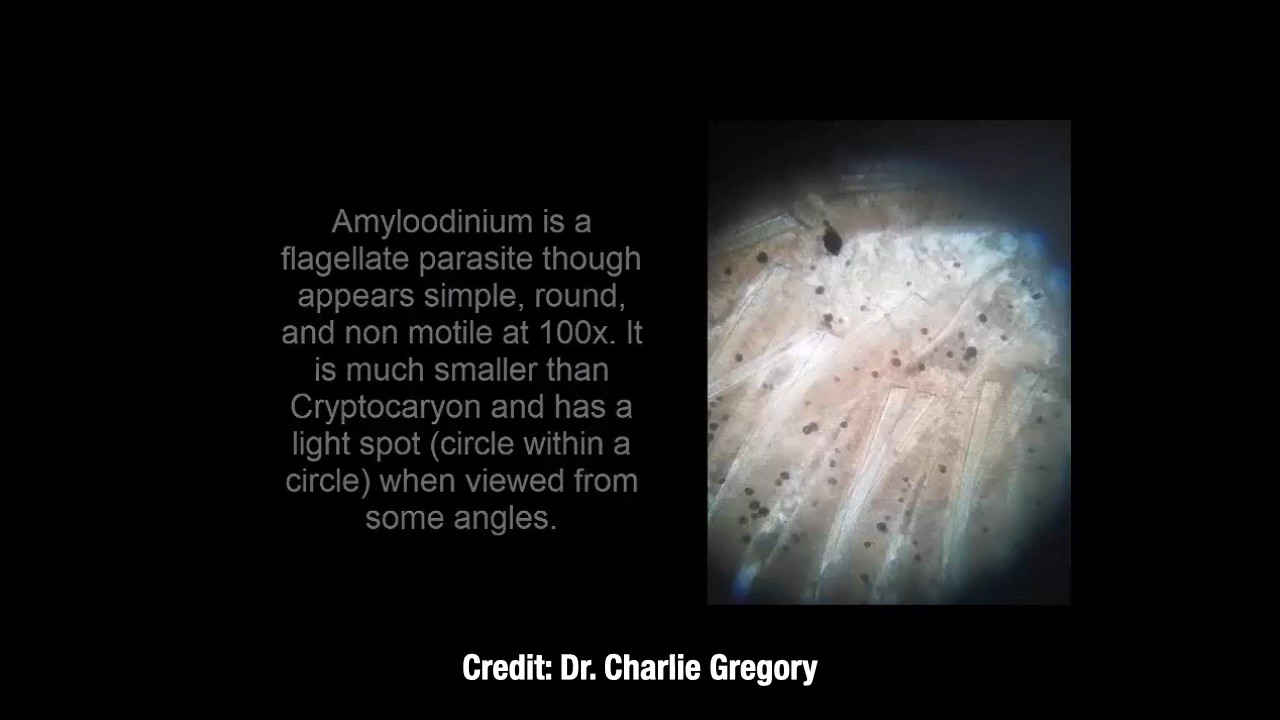 Amyloodinium is a
flagellate parasite though
appears simple, round,
and non motile at 100x. It
is much smaller than
Cryptocaryon and has a
light spot (circle within a
circle) when viewed from
some angles.
Credit: Dr. Charlie Gregory